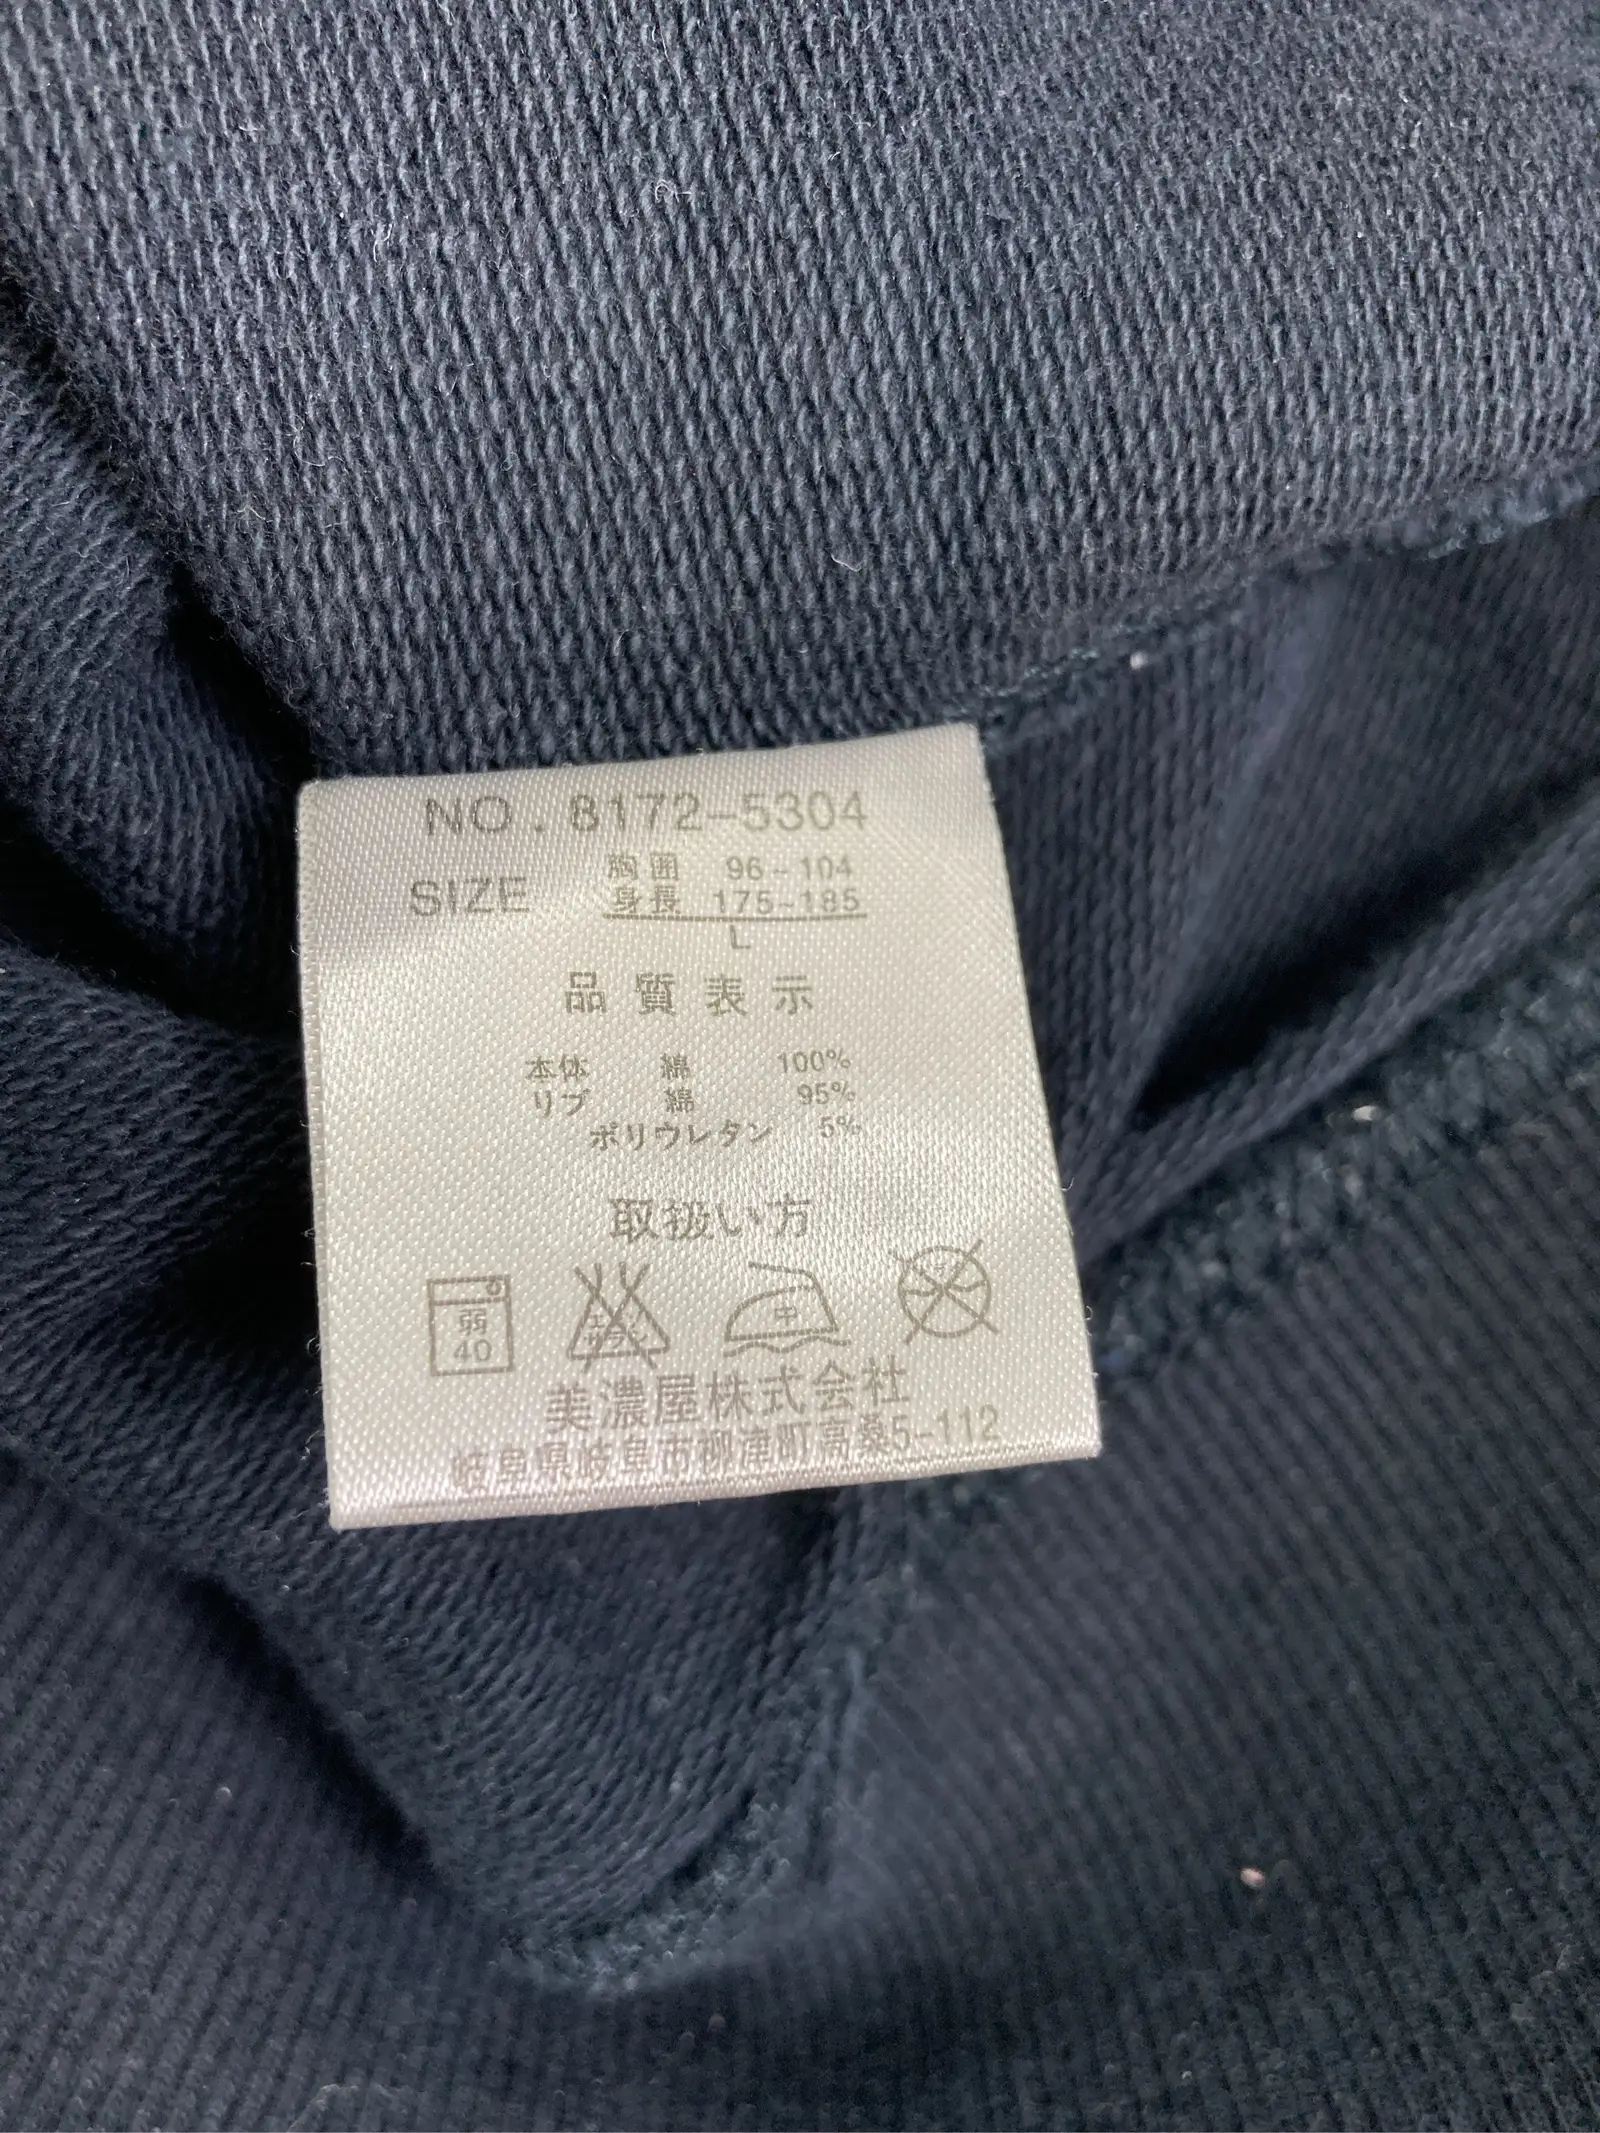 NO. 8172-5304
SIZE 胸囲 96-104
身長 175~185
L
品質表示
本体 綿 100%
リブ 綿 95%
ポリウレタン 5%
取扱い方
弱 40 中
美濃屋株式会社
岐阜県岐阜市柳津町高桑5-112